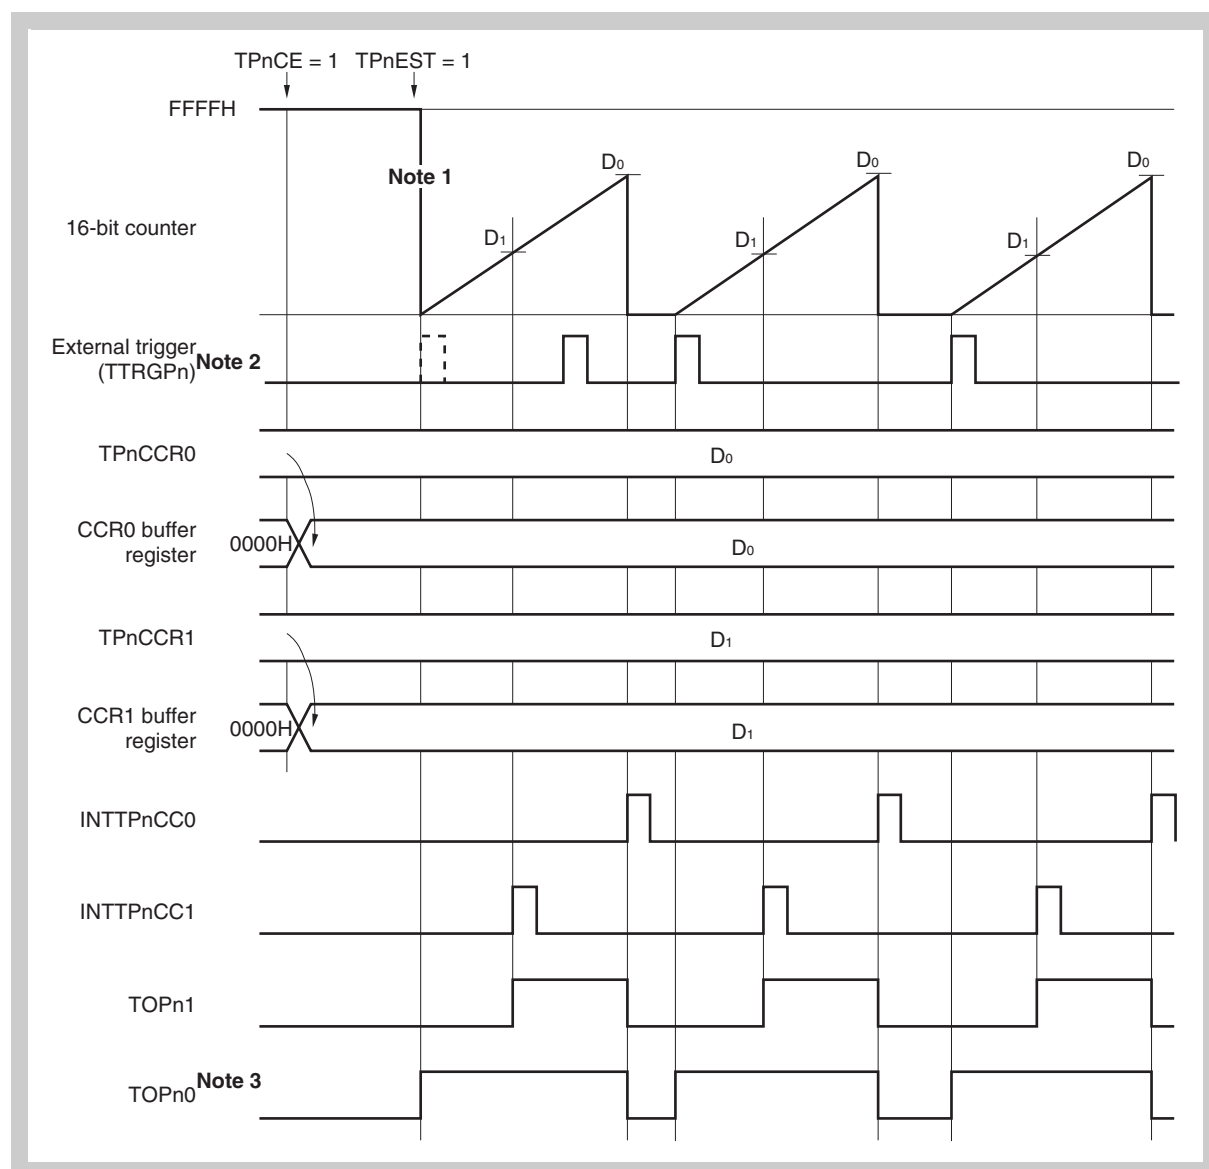 TPnCE = 1 TPnEST = 1
FFFFH
Note 1
D0
D0
D0
16-bit counter
D1
D1
D1
External trigger
(TTRGPn) Note 2
TPnCCR0
D0
CCR0 buffer
register
0000H
D0
TPnCCR1
D1
CCR1 buffer
register
0000H
D1
INTTPnCC0
INTTPnCC1
TOPn1
TOPn0 Note 3